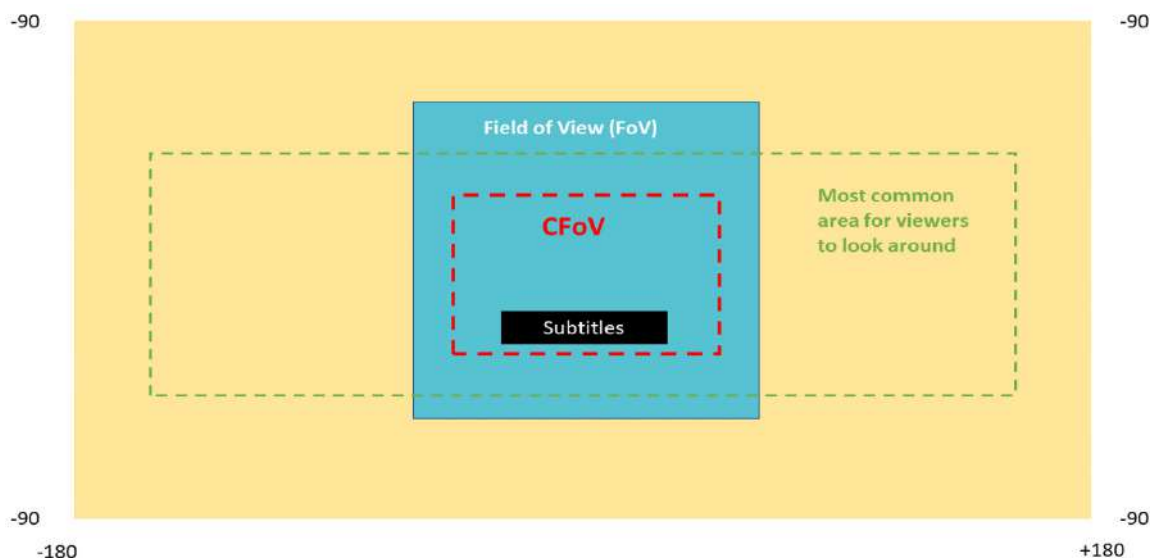 -90
-90
Field of View (FoV)
Most common
area for viewers
to look around
CFoV
Subtitles
-90
-90
-180
+180